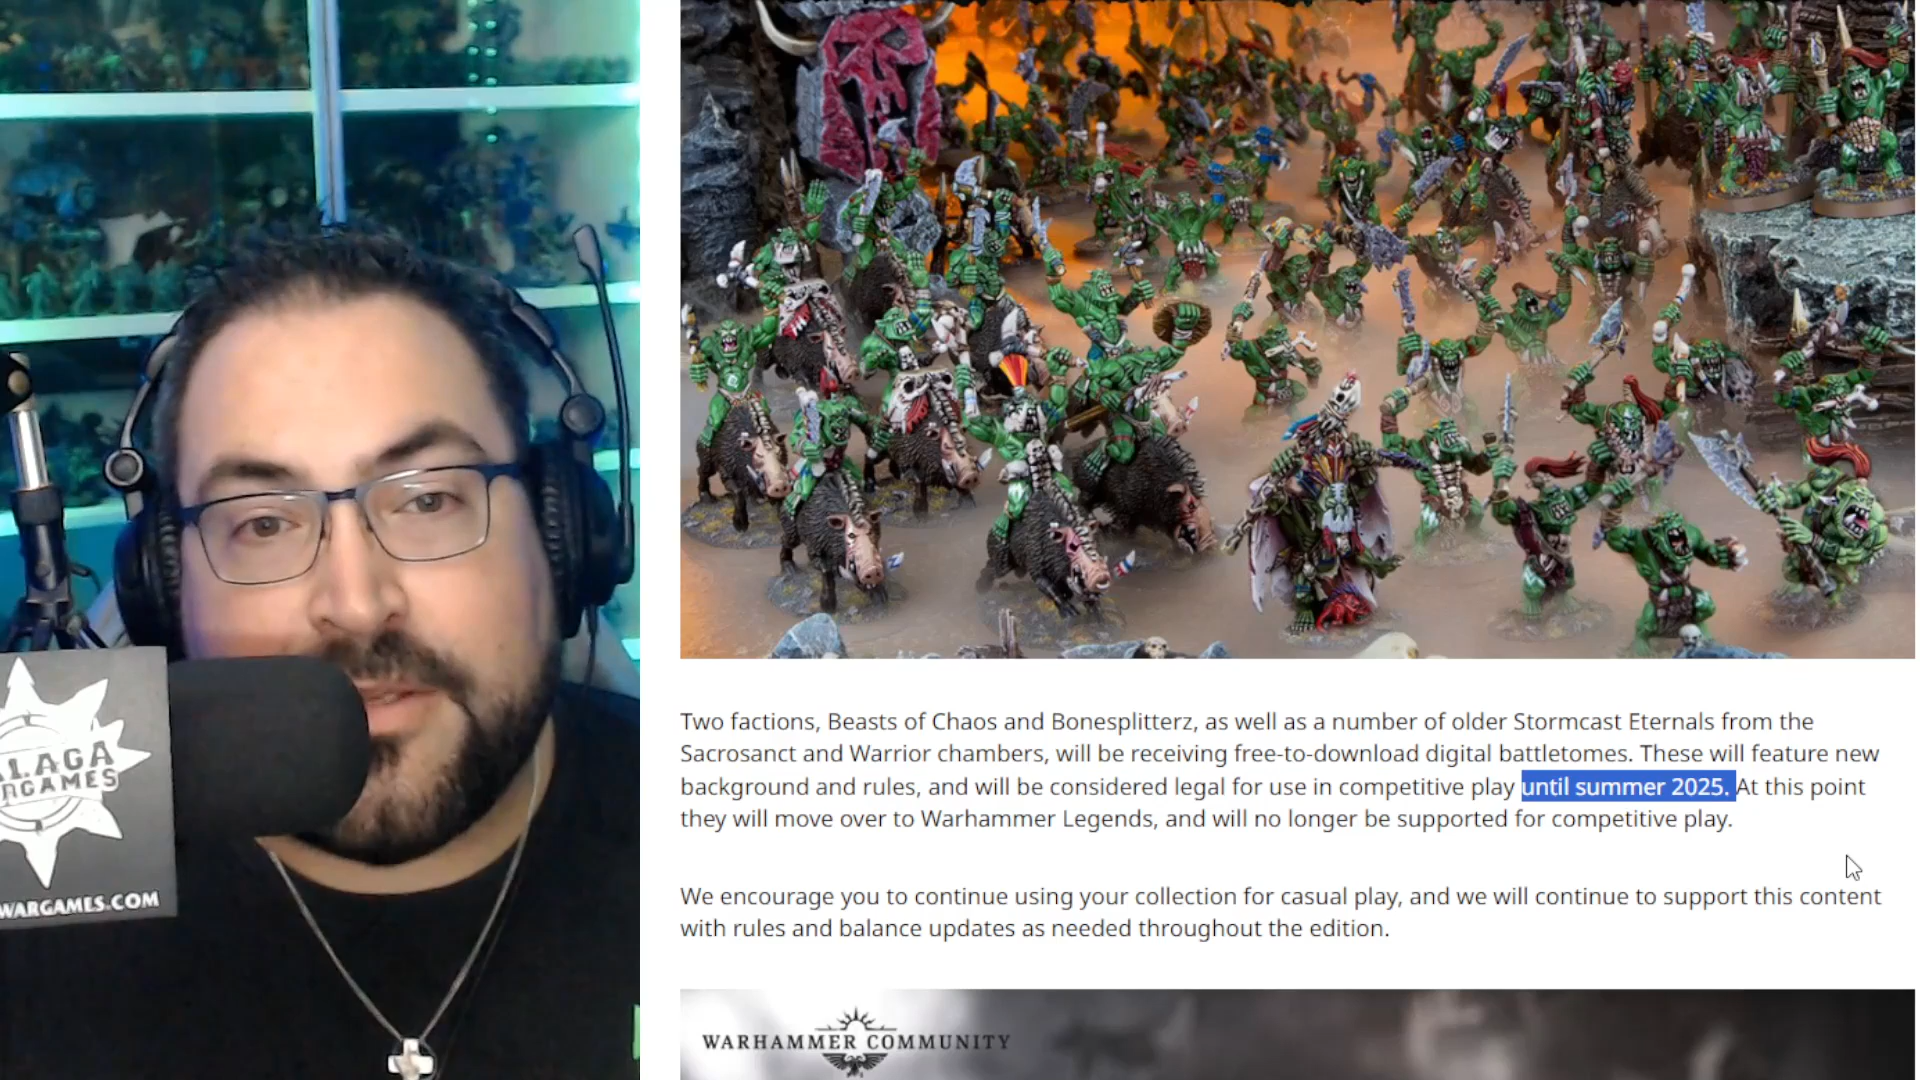 Two factions, Beasts of Chaos and Bonesplitterz, as well as a number of older Stormcast Eternals from the
Sacrosanct and Warrior chambers, will be receiving free-to-download digital battletomes. These will feature new
background and rules, and will be considered legal for use in competitive play until summer 2025. At this point
they will move over to Warhammer Legends, and will no longer be supported for competitive play.
We encourage you to continue using your collection for casual play, and we will continue to support this content
with rules and balance updates as needed throughout the edition.
WARHAMMER COMMUNITY
ALAGA
RGAMES
WARGAMES.COM